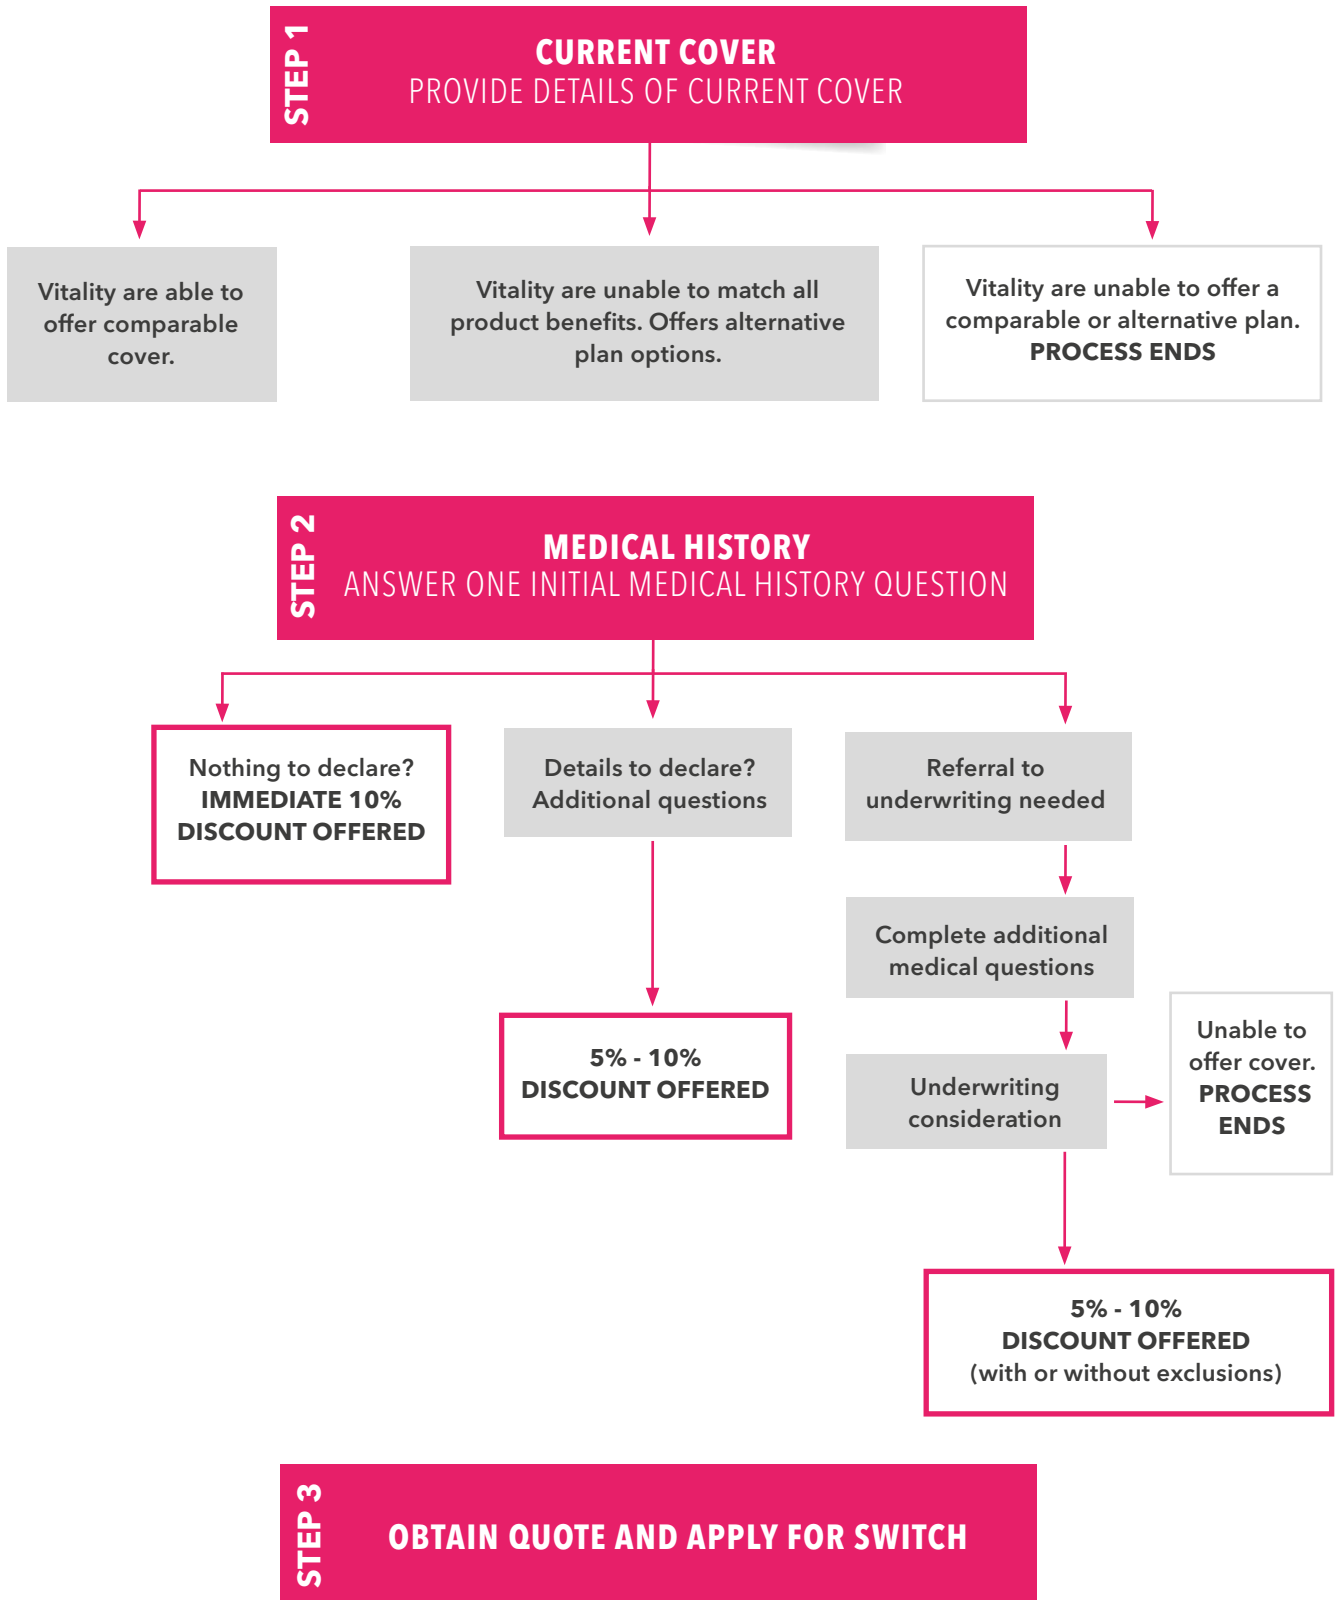 STEP 1
CURRENT COVER
PROVIDE DETAILS OF CURRENT COVER
Vitality are able to
offer comparable
cover.
Vitality are unable to match all
product benefits. Offers alternative
plan options.
Vitality are unable to offer a
comparable or alternative plan.
PROCESS ENDS
STEP 2
MEDICAL HISTORY
ANSWER ONE INITIAL MEDICAL HISTORY QUESTION
Nothing to declare?
IMMEDIATE 10%
DISCOUNT OFFERED
Details to declare?
Additional questions
5% - 10%
DISCOUNT OFFERED
Referral to
underwriting needed
Complete additional
medical questions
Underwriting
consideration
Unable to
offer cover.
PROCESS
ENDS
5% - 10%
DISCOUNT OFFERED
(with or without exclusions)
STEP 3
OBTAIN QUOTE AND APPLY FOR SWITCH